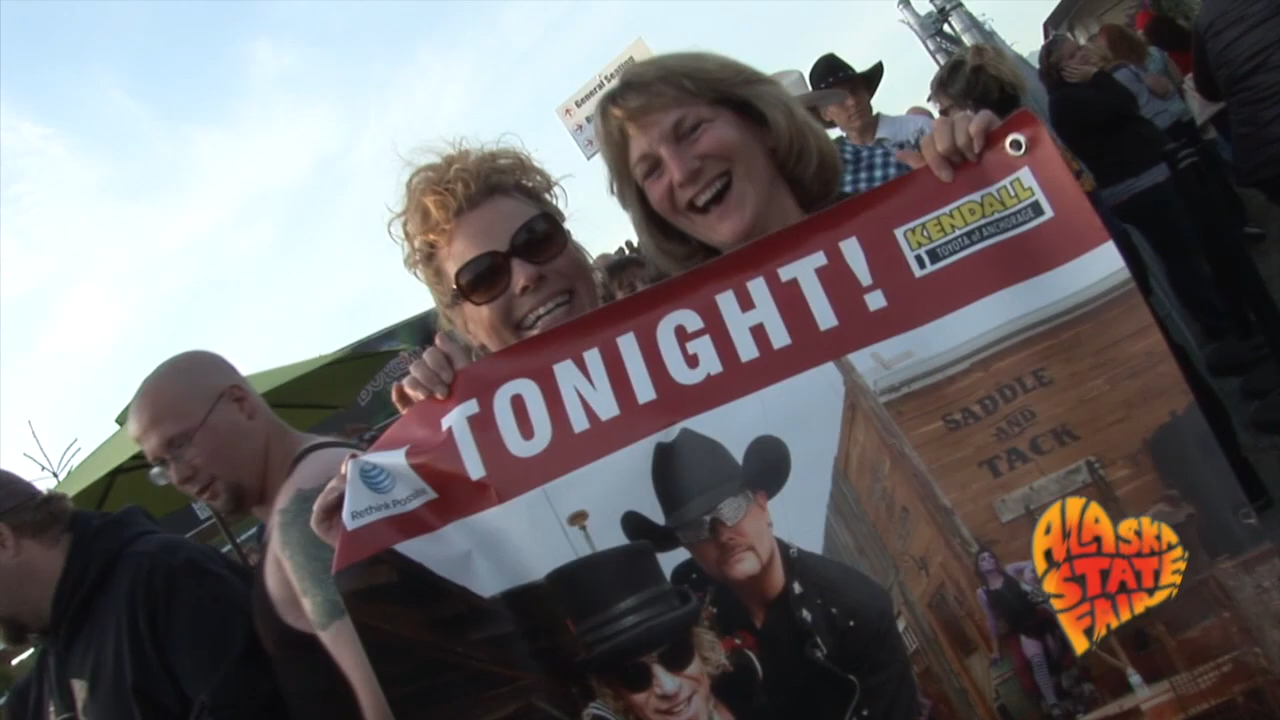 General Seating
TONIGHT!
KENDALL
TOYOTA of ANCHORAGE
Rethink Possible
SADDLE
AND
TACK
ALASKA
STATE
FAIR